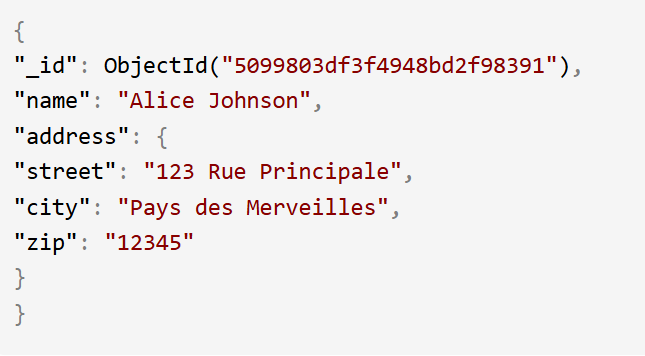 {
"_id": ObjectId("5099803df3f4948bd2f98391"),
"name": "Alice Johnson",
"address": {
"street": "123 Rue Principale",
"city": "Pays des Merveilles",
"zip": "12345"
}
}